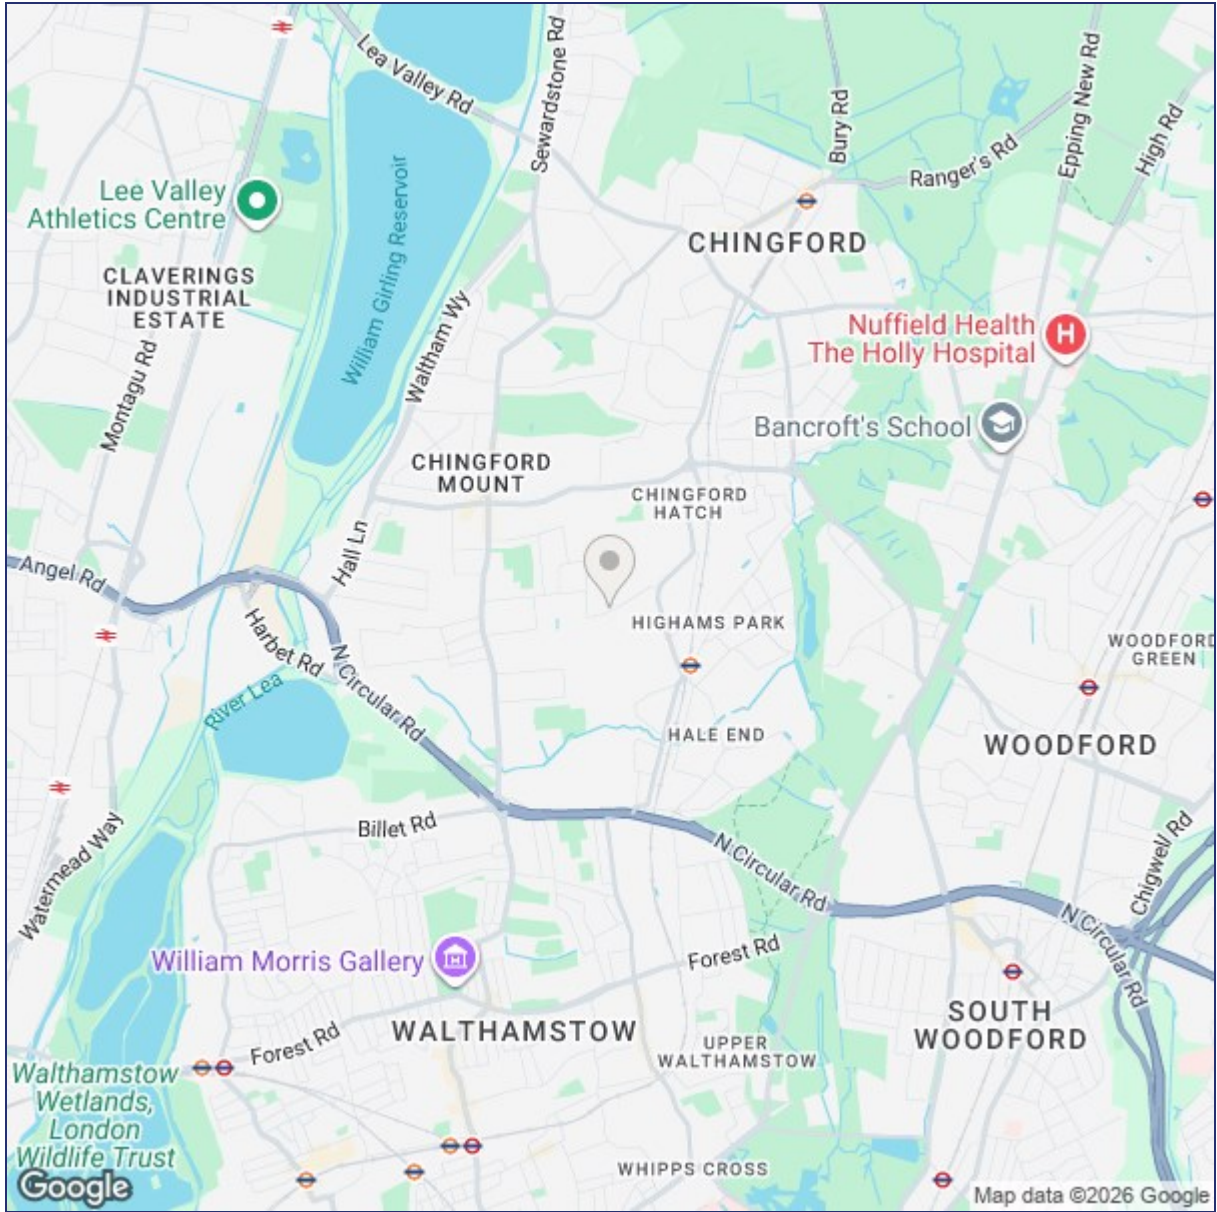 Lea Valley Rd
Sewardstone Rd
Bury Rd
Epping New Rd
High Rd
Ranger's Rd
Lee Valley
Athletics Centre
William Girling Reservoir
CHINGFORD
CLAVERINGS
INDUSTRIAL
ESTATE
Waltham Wy
Nuffield Health
The Holly Hospital
H
Montagu Rd
Bancroft's School
CHINGFORD
MOUNT
CHINGFORD
HATCH
Hall Ln
Angel Rd
Harbet Rd
HIGHAMS PARK
WOODFORD
GREEN
N Circular Rd
River Lea
HALE END
WOODFORD
Billet Rd
Watermead Way
N Circular Rd
Chigwell Rd
N Circular Rd
William Morris Gallery
Forest Rd
WALTHAMSTOW
SOUTH
WOODFORD
Forest Rd
UPPER
WALTHAMSTOW
Walthamstow
Wetlands,
London
Wildlife Trust
WHIPPS CROSS
Google
Map data ©2026 Google